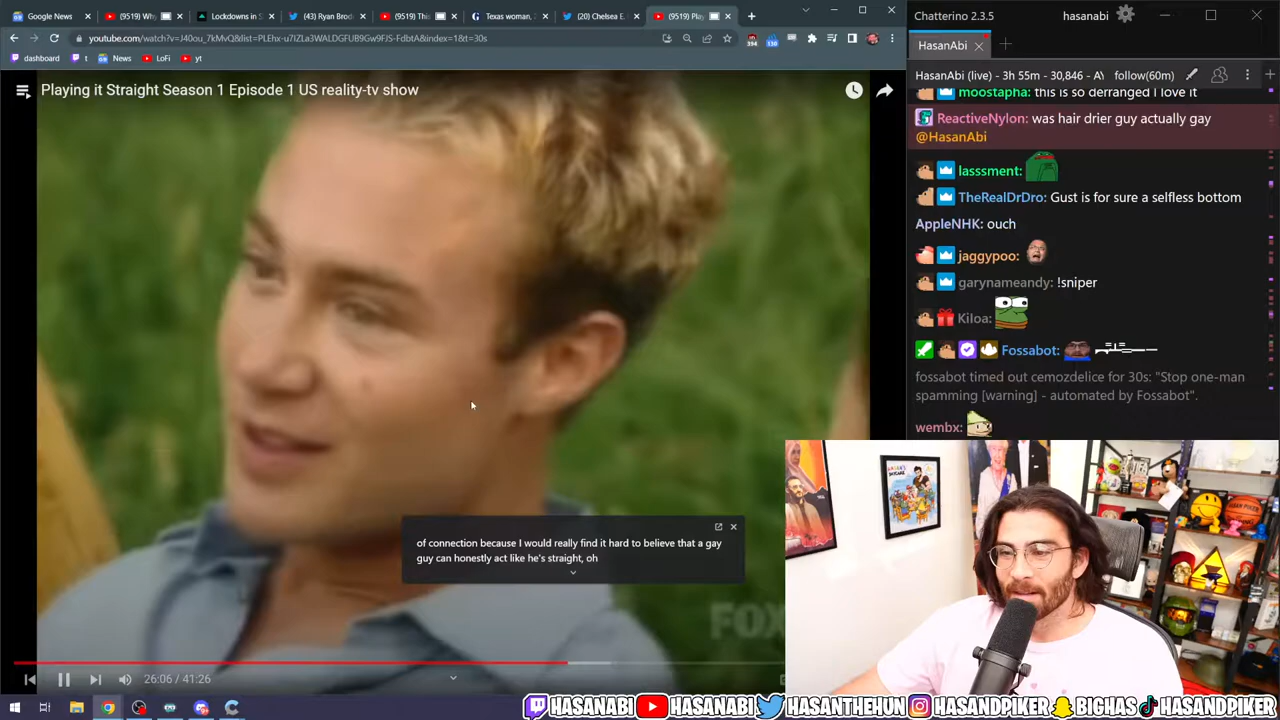 Google News
(9519) Wh
Lockdowns in S
(43) Ryan Bro
(9519) Thi
Texas woman,
(20) Chelsea E
(9519) Play
youtube.com/watch?v=J40ou_7kMvQ&list=PLEhx-u7IZLa3WALDGFUB9Gw9FJS-FdbtA&index=1&t=30s
394
130
dashboard
t
News
LoFi
yt
Playing it Straight Season 1 Episode 1 US reality-tv show
of connection because I would really find it hard to believe that a gay
guy can honestly act like he's straight, oh
FOX
26:06 / 41:26
Chatterino 2.3.5
hasanabi
HasanAbi
HasanAbi (live) - 3h 55m - 30,846 - A\
follow(60m)
moostapha: this is so derranged I love it
ReactiveNylon: was hair drier guy actually gay
@HasanAbi
lasssment:
TheRealDrDro: Gust is for sure a selfless bottom
AppleNHK: ouch
jaggypoo:
garynameandy: !sniper
Kiloa:
Fossabot:
fossabot timed out cemozdelice for 30s: "Stop one-man
spamming [warning] - automated by Fossabot".
wembx:
HASANABI
HASANABI
HASANTHEHUN
HASANDPIKER
BIGHAS
HASANDPIKER